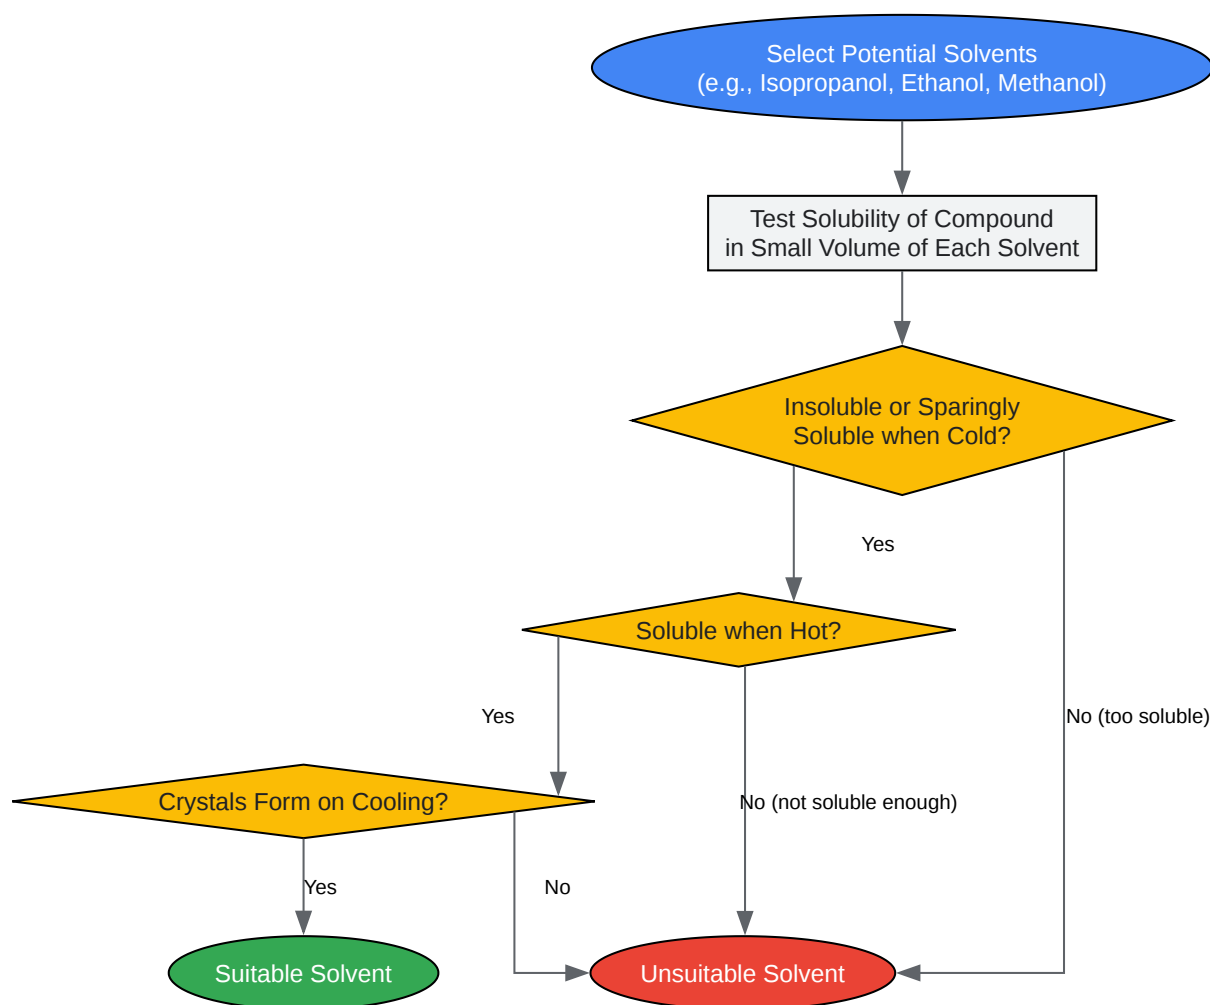 Select Potential Solvents
(e.g., Isopropanol, Ethanol, Methanol)
Test Solubility of Compound
in Small Volume of Each Solvent
Insoluble or Sparingly
Soluble when Cold?
Yes
Soluble when Hot?
Yes
No (too soluble)
Crystals Form on Cooling?
No (not soluble enough)
Yes
No
Suitable Solvent
Unsuitable Solvent